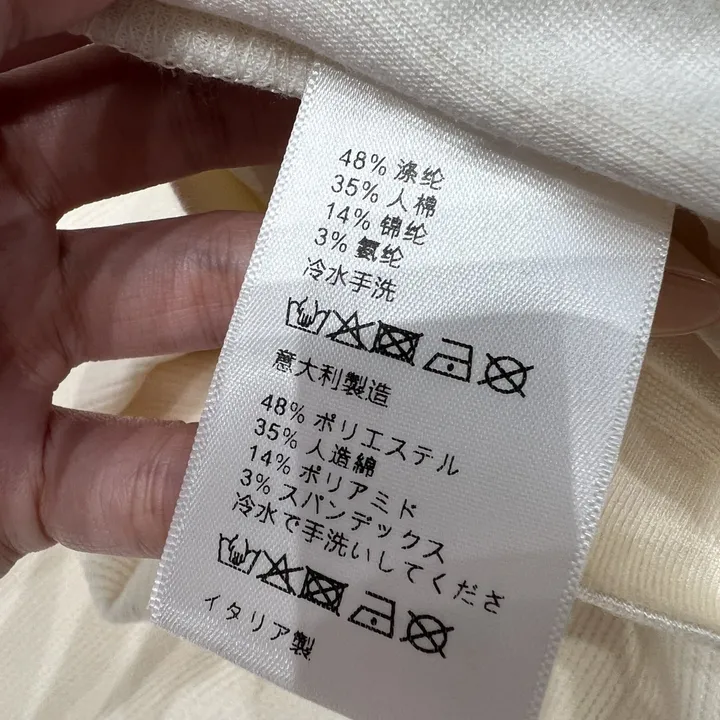 48% 涤纶
35% 人棉
14% 锦纶
3% 氨纶
冷水手洗
意大利製造
48% ポリエステル
35% 人造綿
14% ポリアミド
3% スパンデックス
冷水で手洗いしてくださ
イタリア製